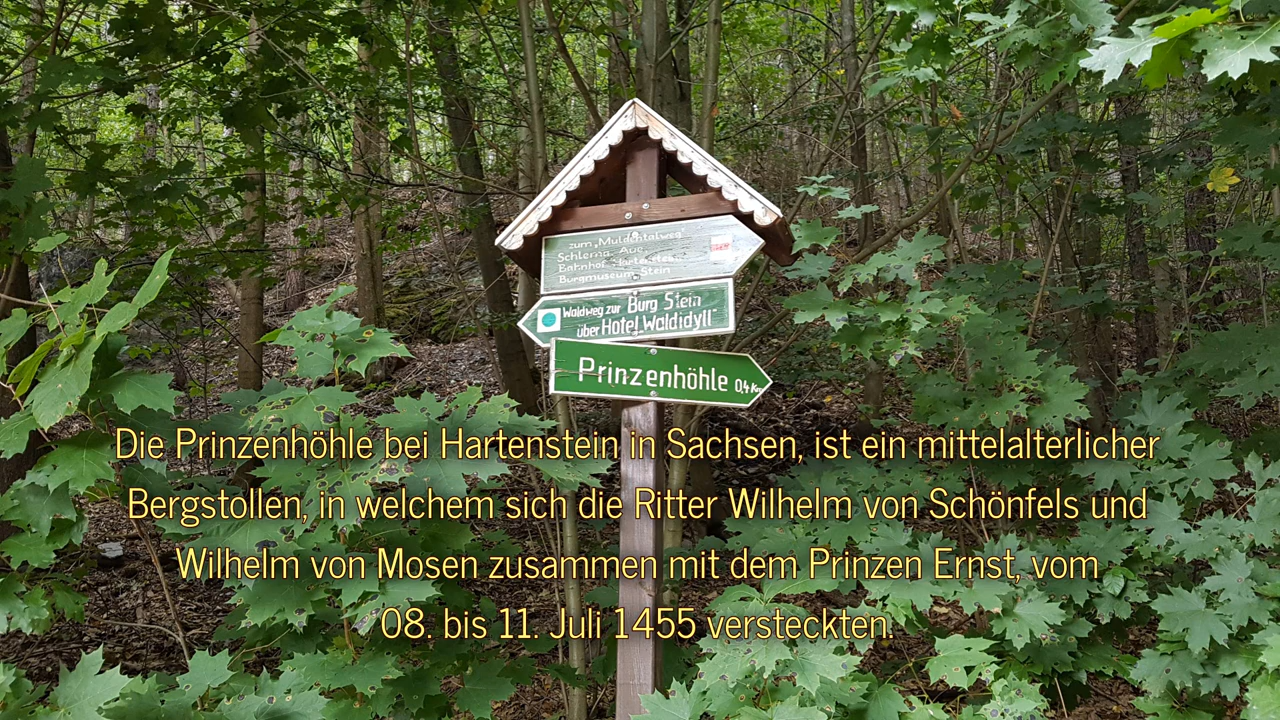 zum „Muldentalweg"
Schlema Aue
Bahnhof
Burgmuseum Stein
Waldweg zur Burg Stein
über Hotel „Waldidyll"
Prinzenhöhle 0,4 Km
Die Prinzenhöhle bei Hartenstein in Sachsen, ist ein mittelalterlicher
Bergstollen, in welchem sich die Ritter Wilhelm von Schönfels und
Wilhelm von Mosen zusammen mit dem Prinzen Ernst, vom
08. bis 11. Juli 1455 versteckten.